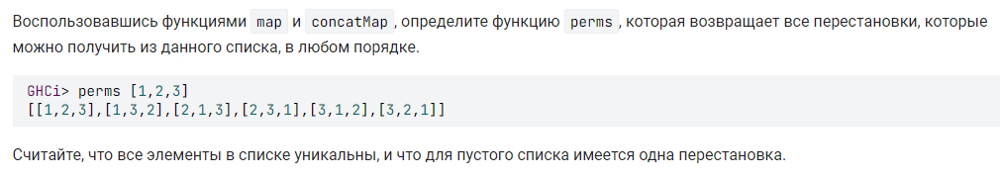 Воспользовавшись функциями map и concatMap, определите функцию perms, которая возвращает все перестановки, которые
можно получить из данного списка, в любом порядке.
GHCi> perms [1,2,3]
[[1,2,3],[1,3,2],[2,1,3],[2,3,1],[3,1,2],[3,2,1]]
Считайте, что все элементы в списке уникальны, и что для пустого списка имеется одна перестановка.